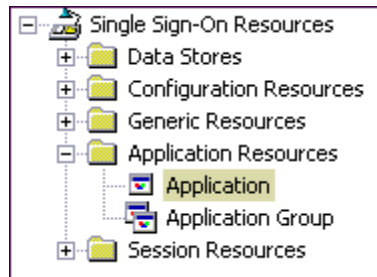 Single Sign-On Resources
Data Stores
Configuration Resources
Generic Resources
Application Resources
Application
Application Group
Session Resources